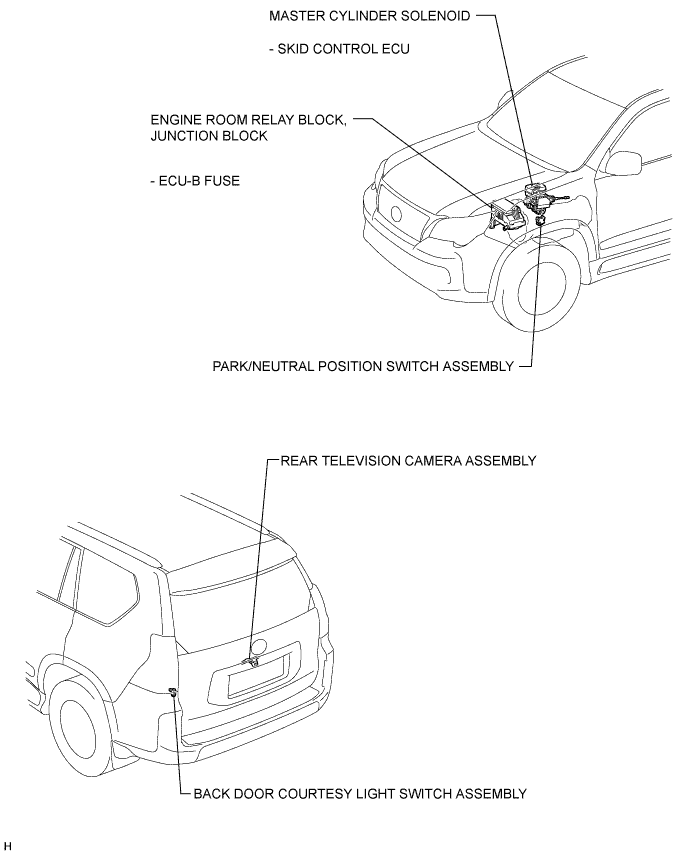 MASTER CYLINDER SOLENOID
- SKID CONTROL ECU
ENGINE ROOM RELAY BLOCK,
JUNCTION BLOCK
- ECU-B FUSE
PARK/NEUTRAL POSITION SWITCH ASSEMBLY
REAR TELEVISION CAMERA ASSEMBLY
BACK DOOR COURTESY LIGHT SWITCH ASSEMBLY
H